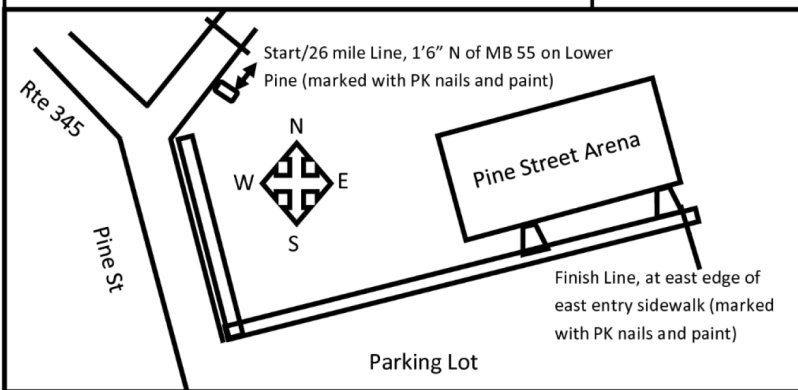 Start/26 mile Line, 1’6” N of MB 55 on Lower
Pine (marked with PK nails and paint)
Rte 345
N
W
E
S
Pine Street Arena
Pine St
Finish Line, at east edge of
east entry sidewalk (marked
with PK nails and paint)
Parking Lot